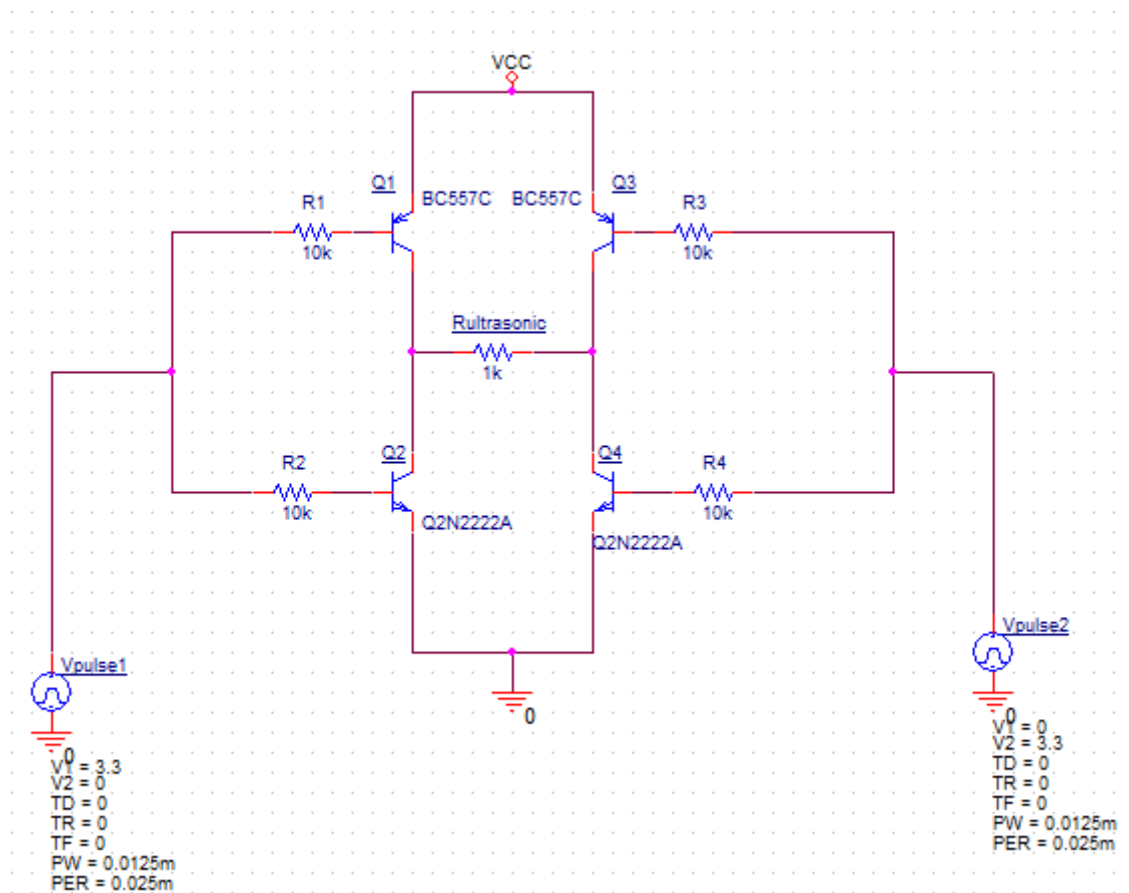 VCC
Q1
BC557C
BC557C
Q3
R1
10k
R3
10k
Rultrasonic
1k
R2
10k
Q2
Q2N2222A
Q4
Q2N2222A
R4
10k
Vpulse1
0
V1 = 3.3
V2 = 0
TD = 0
TR = 0
TF = 0
PW = 0.0125m
PER = 0.025m
0
Vpulse2
0
V1 = 0
V2 = 3.3
TD = 0
TR = 0
TF = 0
PW = 0.0125m
PER = 0.025m